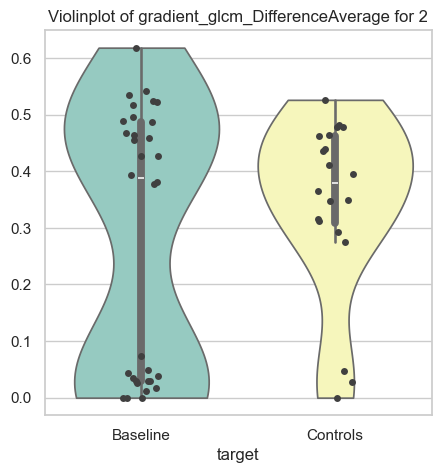 Violinplot of gradient_glcm_DifferenceAverage for 2
0.6
0.5
0.4
0.3
0.2
0.1
0.0
Baseline Controls
target